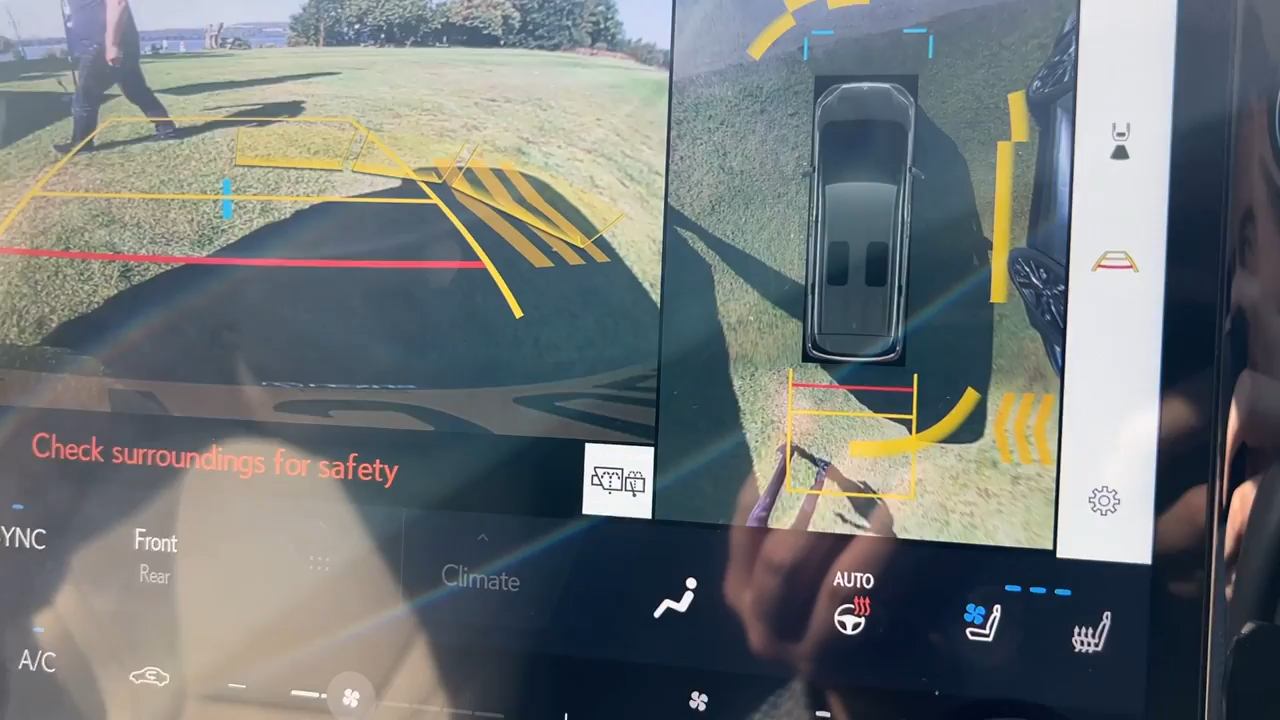 Check surroundings for safety
YNC
Front
Rear
Climate
AUTO
A/C